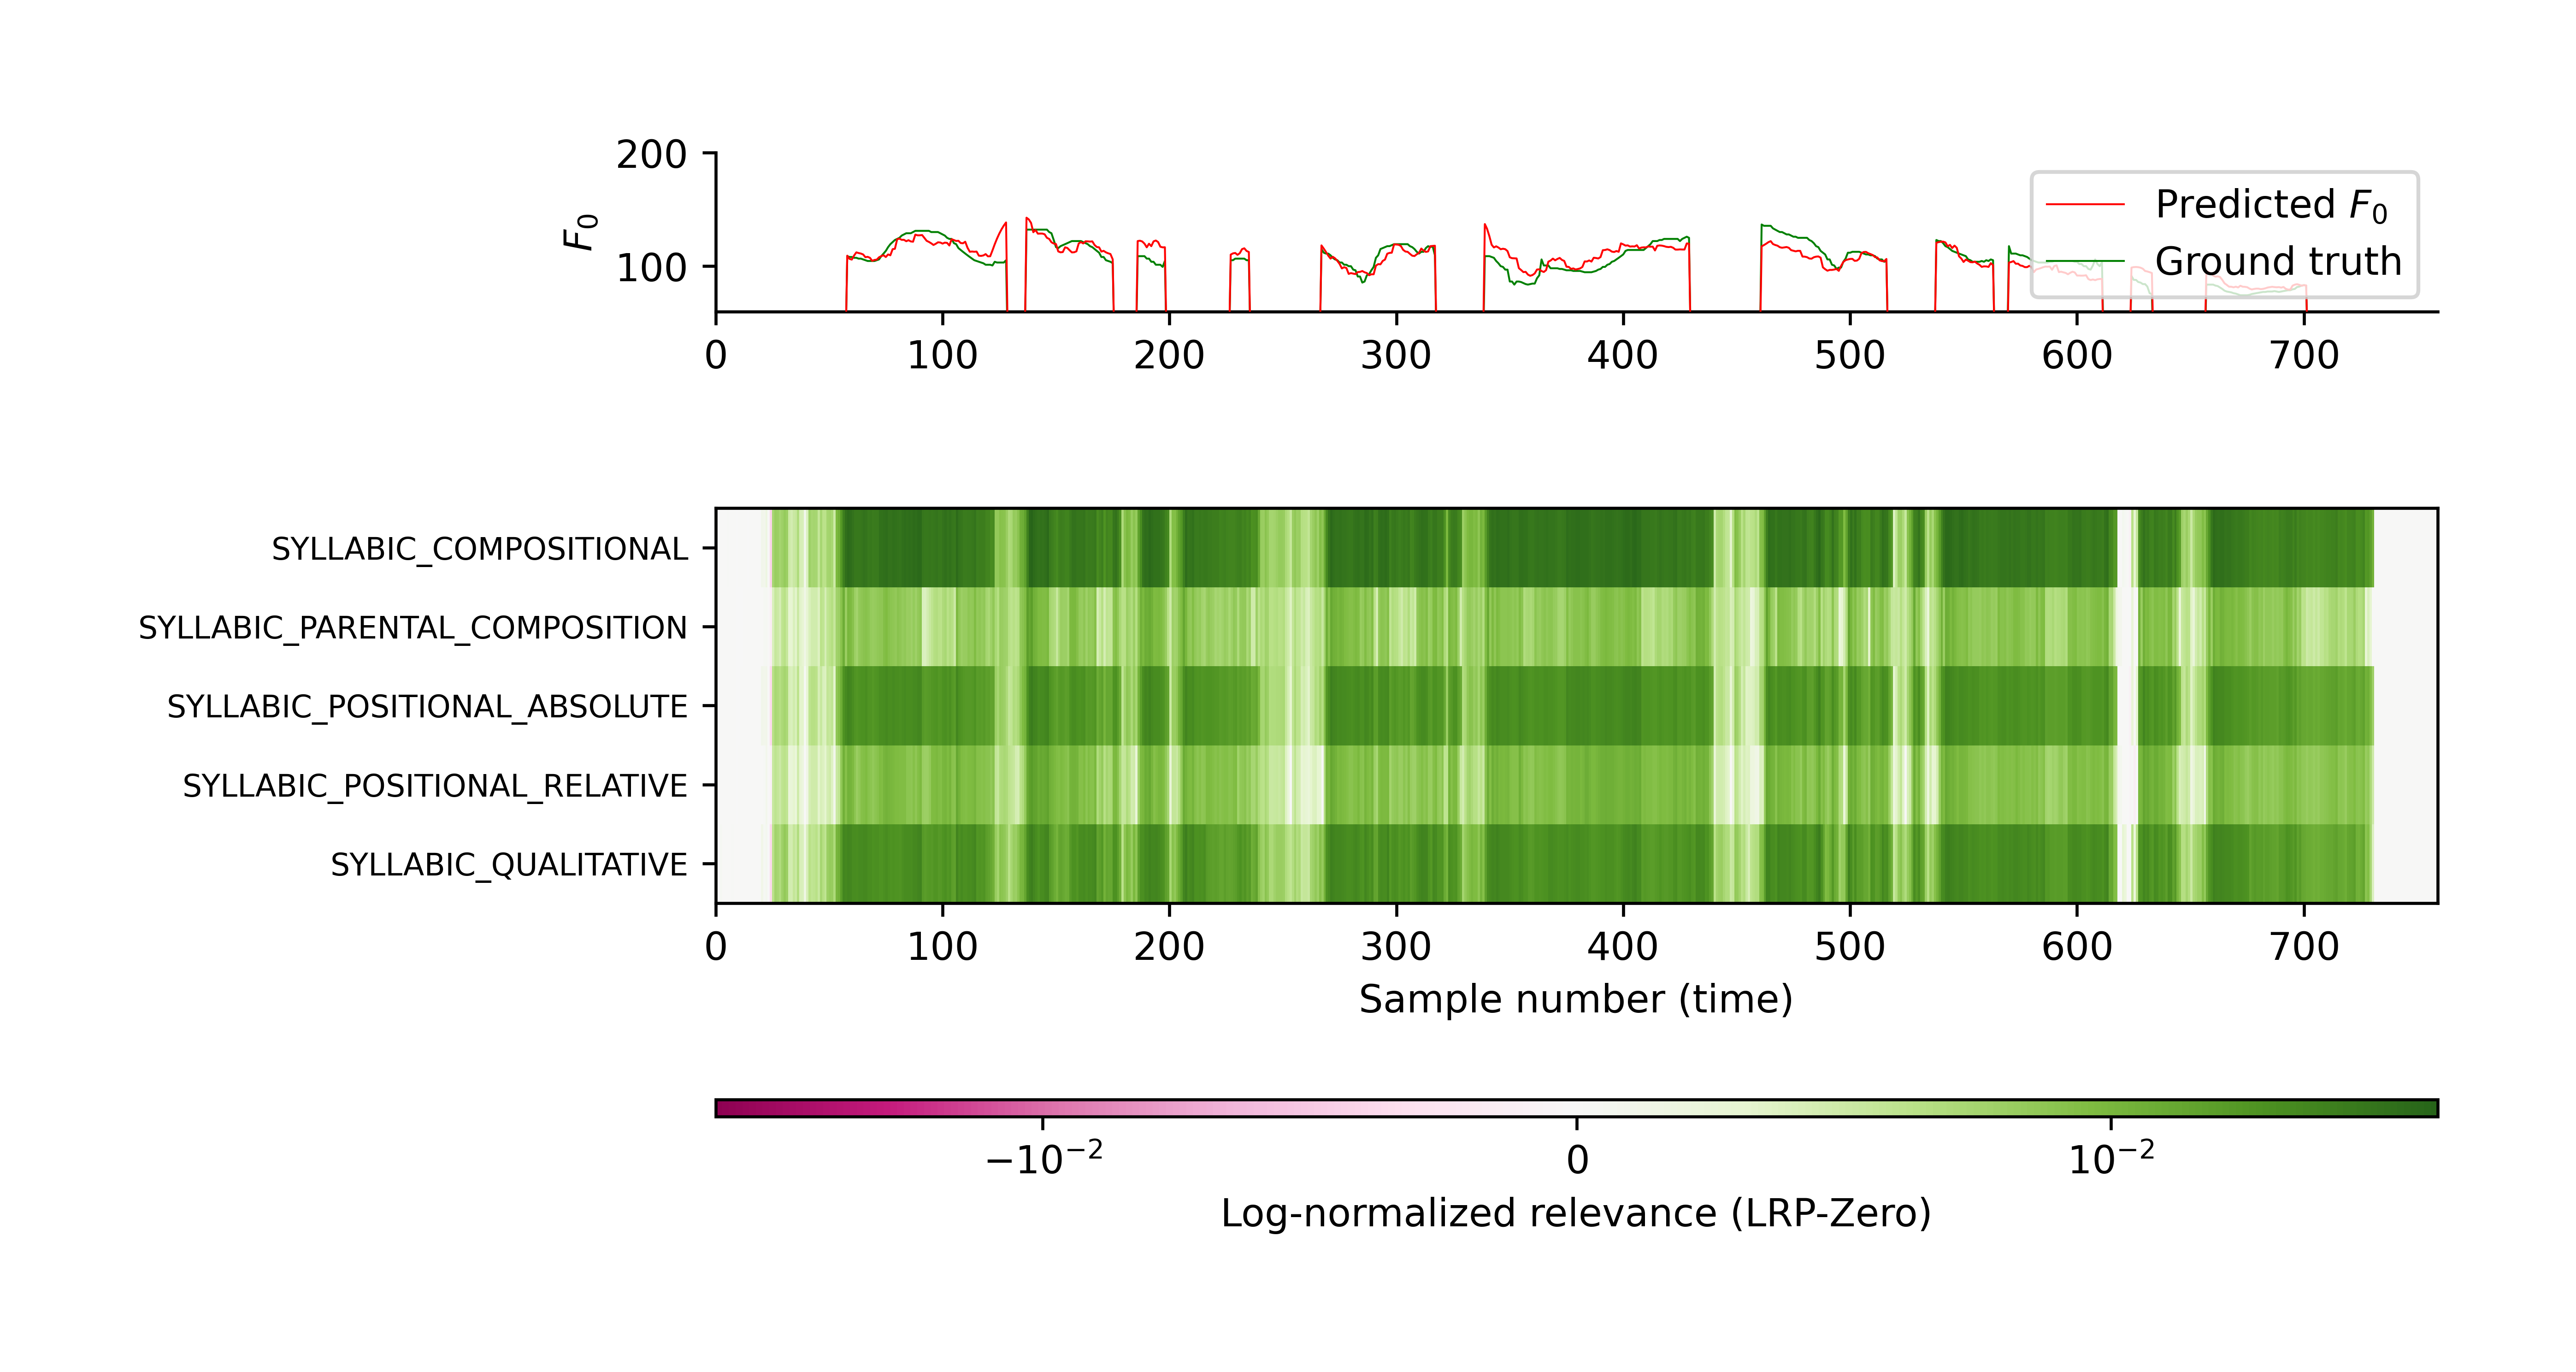 200
100
F₀
Predicted F₀
Ground truth
0 100 200 300 400 500 600 700
SYLLABIC_COMPOSITIONAL
SYLLABIC_PARENTAL_COMPOSITION
SYLLABIC_POSITIONAL_ABSOLUTE
SYLLABIC_POSITIONAL_RELATIVE
SYLLABIC_QUALITATIVE
0 100 200 300 400 500 600 700
Sample number (time)
−10⁻² 0 10⁻²
Log-normalized relevance (LRP-Zero)